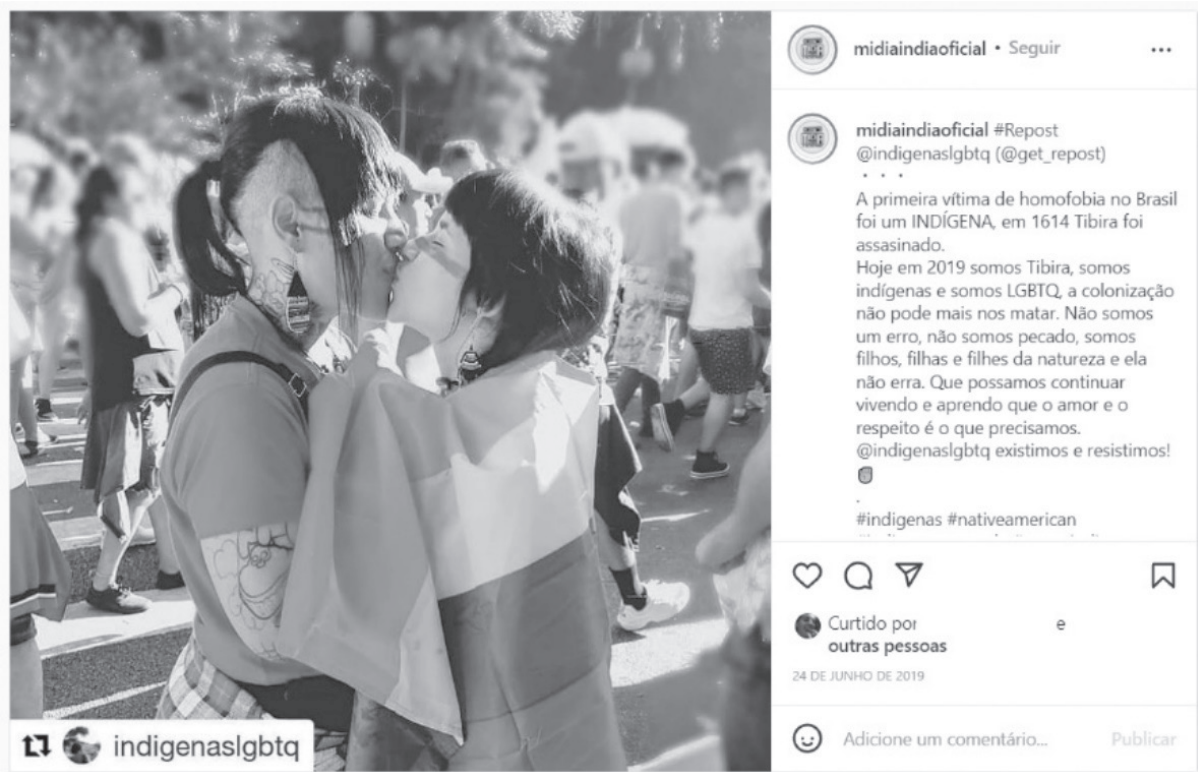 midiaindiaoficial • Seguir
midiaindiaoficial #Repost
@indigenaslgbtq (@get_repost)
· · ·
A primeira vítima de homofobia no Brasil
foi um INDÍGENA, em 1614 Tibira foi
assasinado.
Hoje em 2019 somos Tibira, somos
indígenas e somos LGBTQ, a colonização
não pode mais nos matar. Não somos
um erro, não somos pecado, somos
filhos, filhas e filhes da natureza e ela
não erra. Que possamos continuar
vivendo e aprendo que o amor e o
respeito é o que precisamos.
@indigenaslgbtq existimos e resistimos!
.
#indigenas #nativeamerican
Curtido por e
outras pessoas
24 DE JUNHO DE 2019
Adicione um comentário... Publicar
indigenaslgbtq